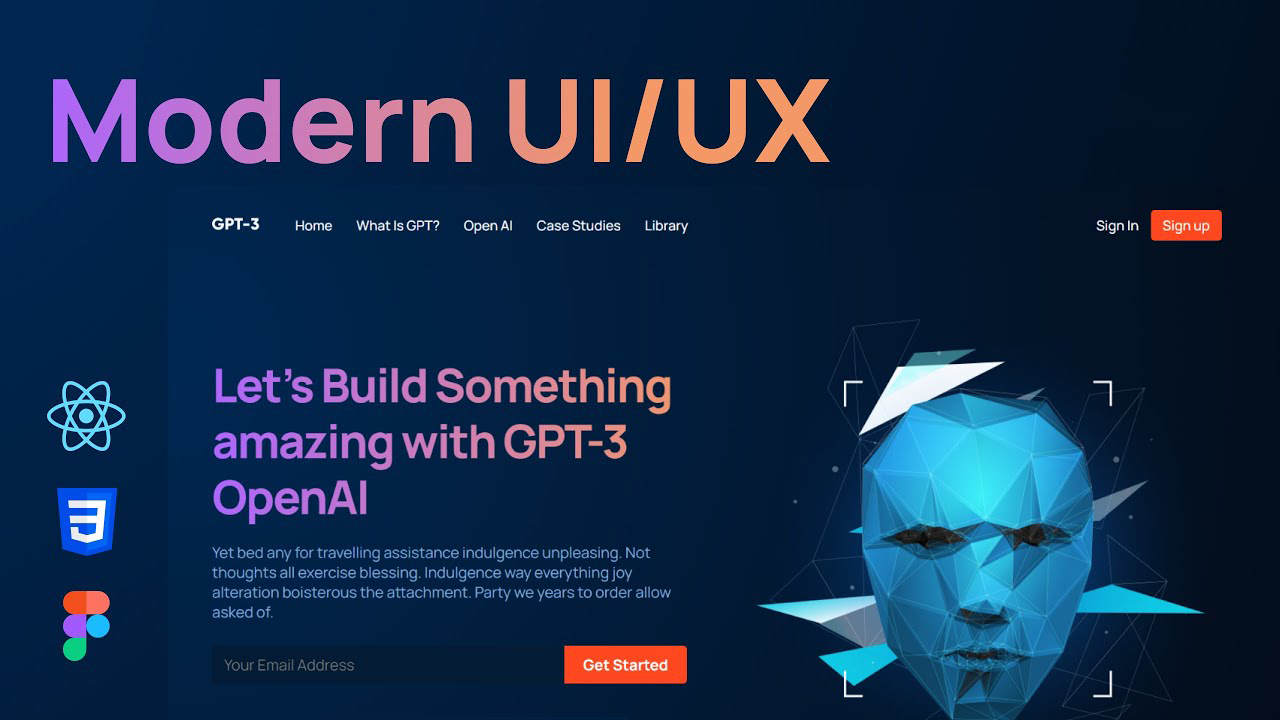 Modern UI/UX
GPT-3 Home What Is GPT? Open AI Case Studies Library Sign In Sign up
Let's Build Something
amazing with GPT-3
OpenAI
Yet bed any for travelling assistance indulgence unpleasing. Not
thoughts all exercise blessing. Indulgence way everything joy
alteration boisterous the attachment. Party we years to order allow
asked of.
Your Email Address Get Started